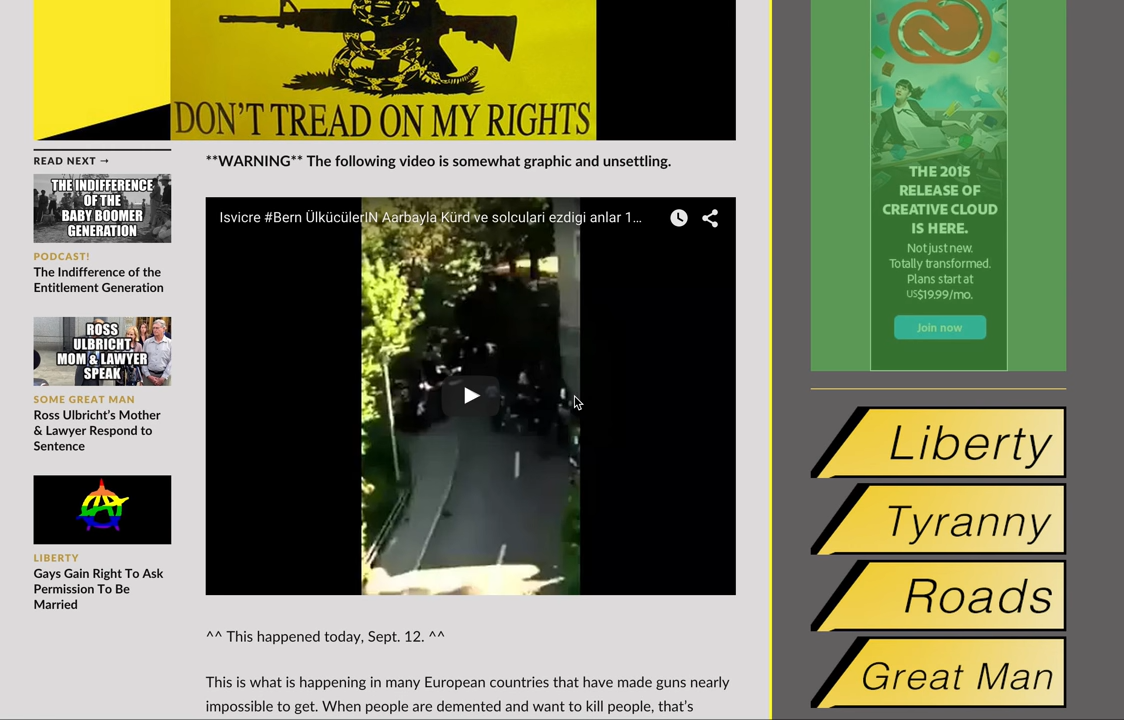 DON'T TREAD ON MY RIGHTS
READ NEXT →
THE INDIFFERENCE
OF THE
BABY BOOMER
GENERATION
PODCAST!
The Indifference of the
Entitlement Generation
ROSS
ULBRICHT
MOM & LAWYER
SPEAK
SOME GREAT MAN
Ross Ulbricht's Mother
& Lawyer Respond to
Sentence
LIBERTY
Gays Gain Right To Ask
Permission To Be
Married
**WARNING** The following video is somewhat graphic and unsettling.
Isvicre #Bern ÜlkücülerIN Aarbayla Kürd ve solculari ezdigi anlar 1...
^^ This happened today, Sept. 12. ^^
This is what is happening in many European countries that have made guns nearly
impossible to get. When people are demented and want to kill people, that's
THE 2015
RELEASE OF
CREATIVE CLOUD
IS HERE.
Not just new.
Totally transformed.
Plans start at
US$19.99/mo.
Join now
Liberty
Tyranny
Roads
Great Man